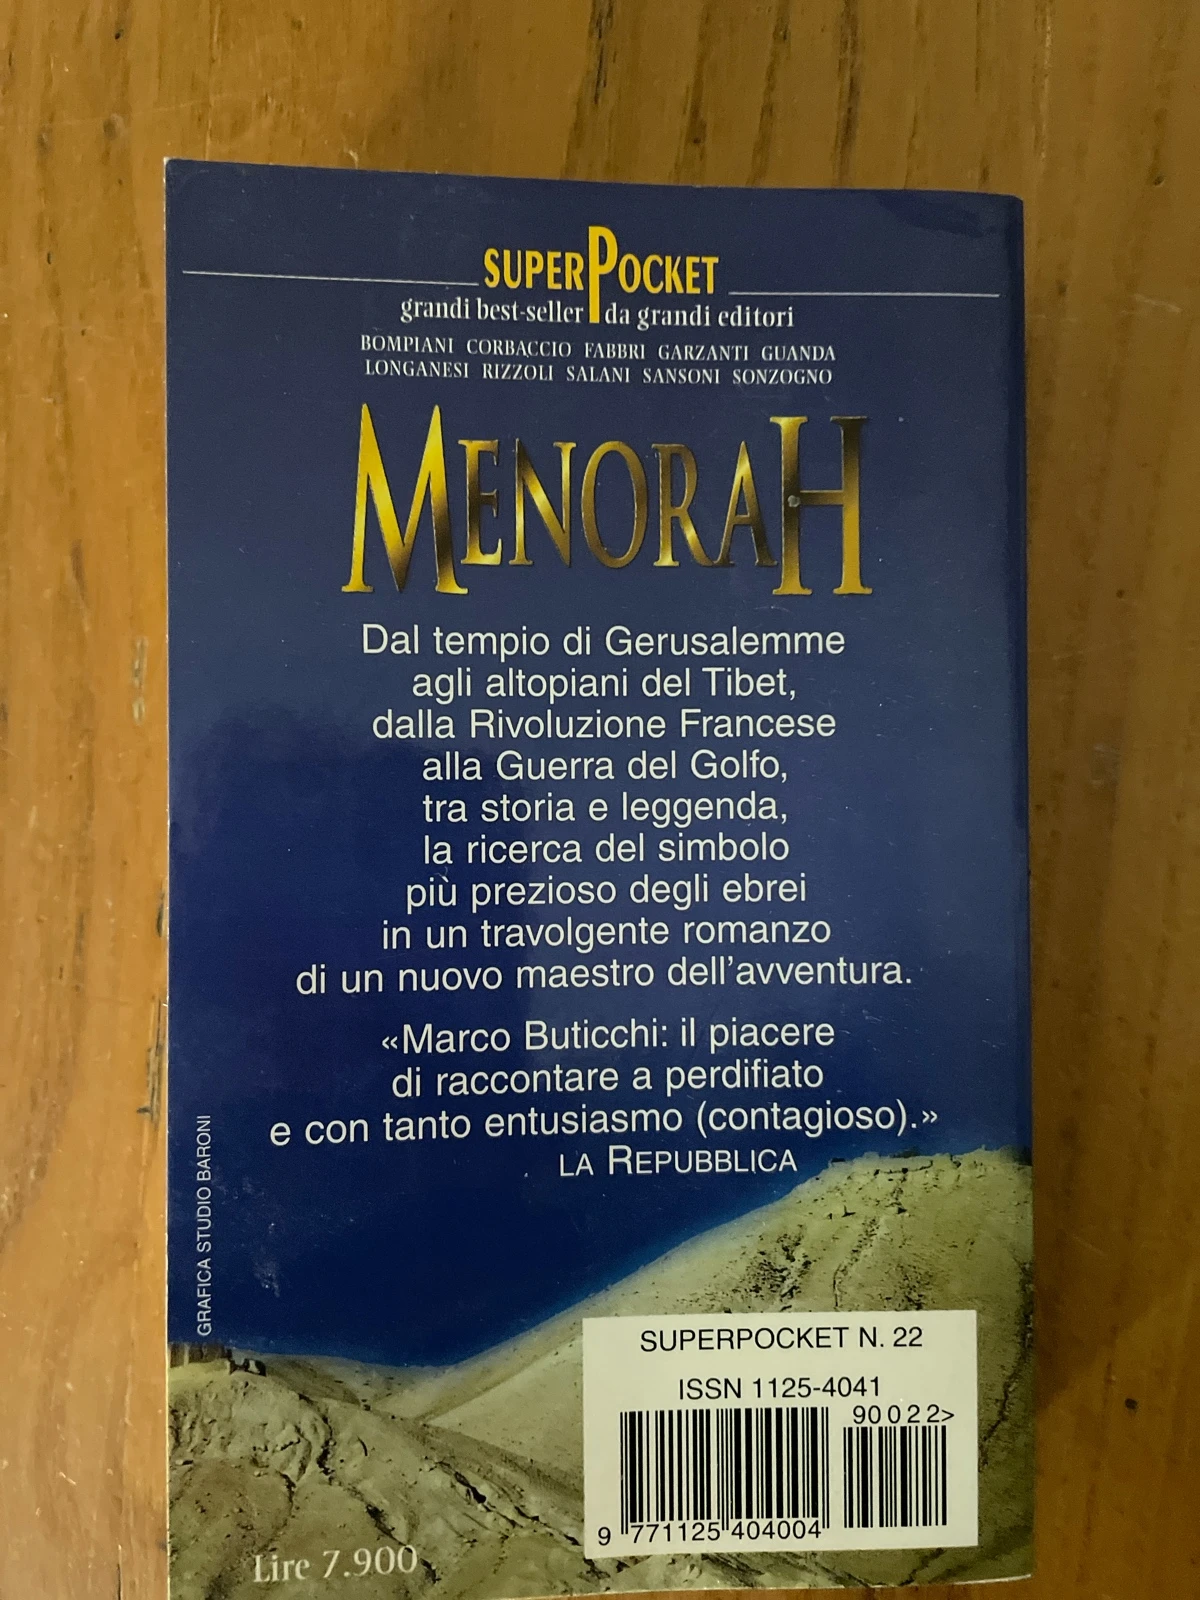 SUPERPOCKET
grandi best-seller da grandi editori
BOMPIANI CORBACCIO FABBRI GARZANTI GUANDA
LONGANESI RIZZOLI SALANI SANSONI SONZOGNO
MENORAH
Dal tempio di Gerusalemme
agli altopiani del Tibet,
dalla Rivoluzione Francese
alla Guerra del Golfo,
tra storia e leggenda,
la ricerca del simbolo
più prezioso degli ebrei
in un travolgente romanzo
di un nuovo maestro dell'avventura.
«Marco Buticchi: il piacere
di raccontare a perdifiato
e con tanto entusiasmo (contagioso).»
LA REPUBBLICA
GRAFICA STUDIO BARONI
SUPERPOCKET N. 22
ISSN 1125-4041
90022>
9 771125 404004
Lire 7.900